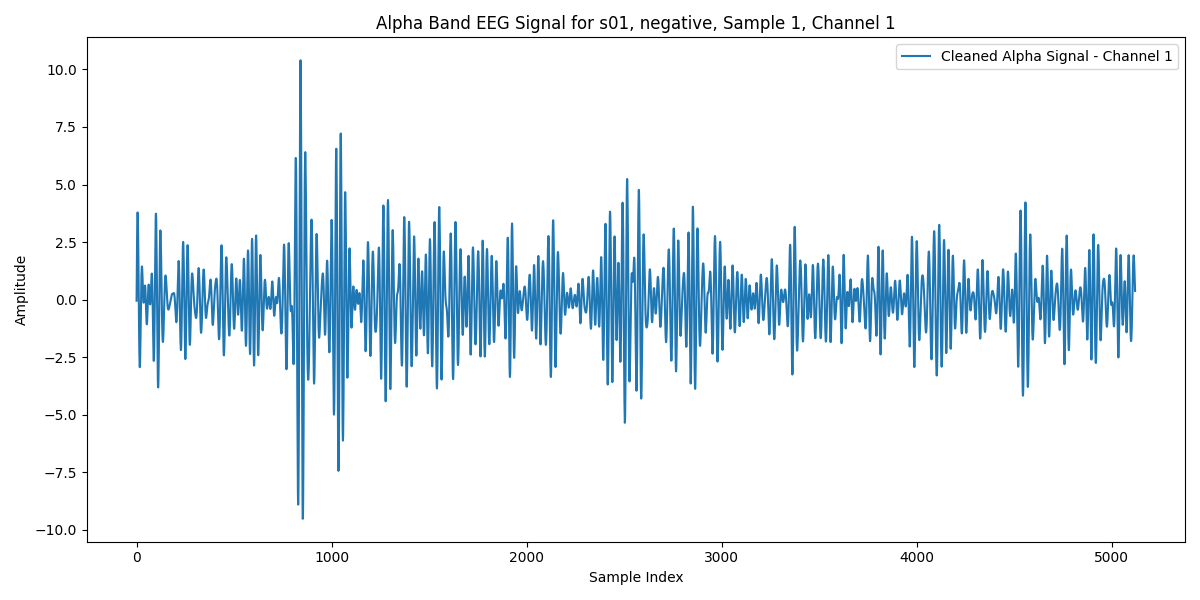 Alpha Band EEG Signal for s01, negative, Sample 1, Channel 1
Cleaned Alpha Signal - Channel 1
Amplitude
10.0
7.5
5.0
2.5
0.0
−2.5
−5.0
−7.5
−10.0
0 1000 2000 3000 4000 5000
Sample Index